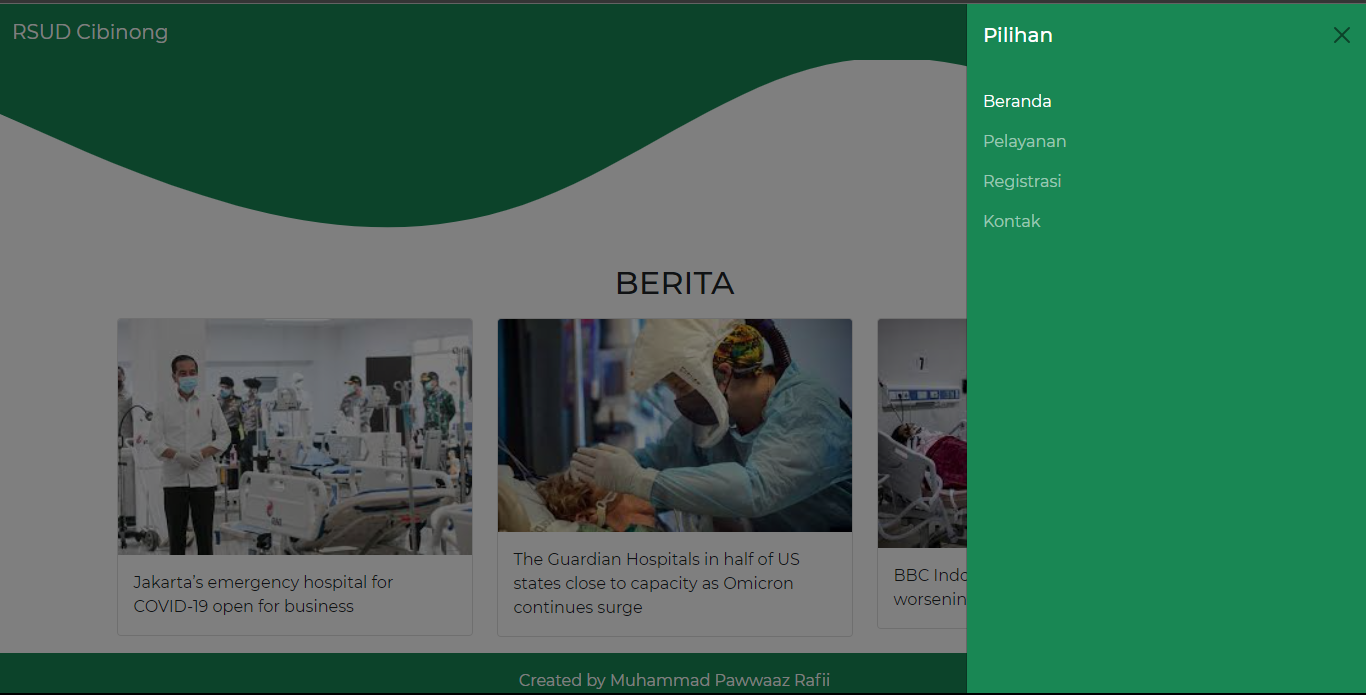 RSUD Cibinong
Pilihan
Beranda
Pelayanan
Registrasi
Kontak
BERITA
Jakarta's emergency hospital for
COVID-19 open for business
The Guardian Hospitals in half of US
states close to capacity as Omicron
continues surge
BBC Indo
worsenin
Created by Muhammad Pawwaaz Rafii